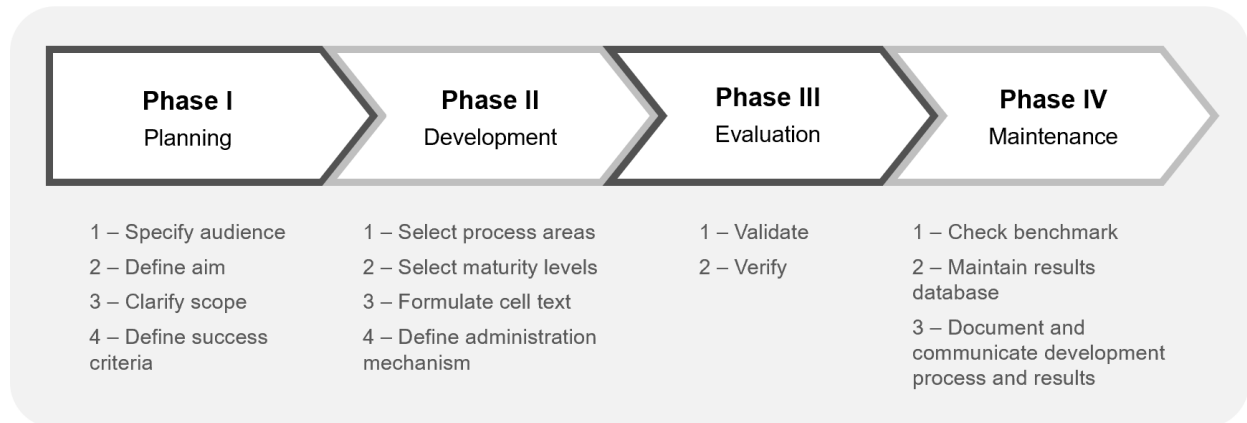 Phase I
Planning
Phase II
Development
Phase III
Evaluation
Phase IV
Maintenance
1 – Specify audience
2 – Define aim
3 – Clarify scope
4 – Define success
criteria
1 – Select process areas
2 – Select maturity levels
3 – Formulate cell text
4 – Define administration
mechanism
1 – Validate
2 – Verify
1 – Check benchmark
2 – Maintain results
database
3 – Document and
communicate development
process and results